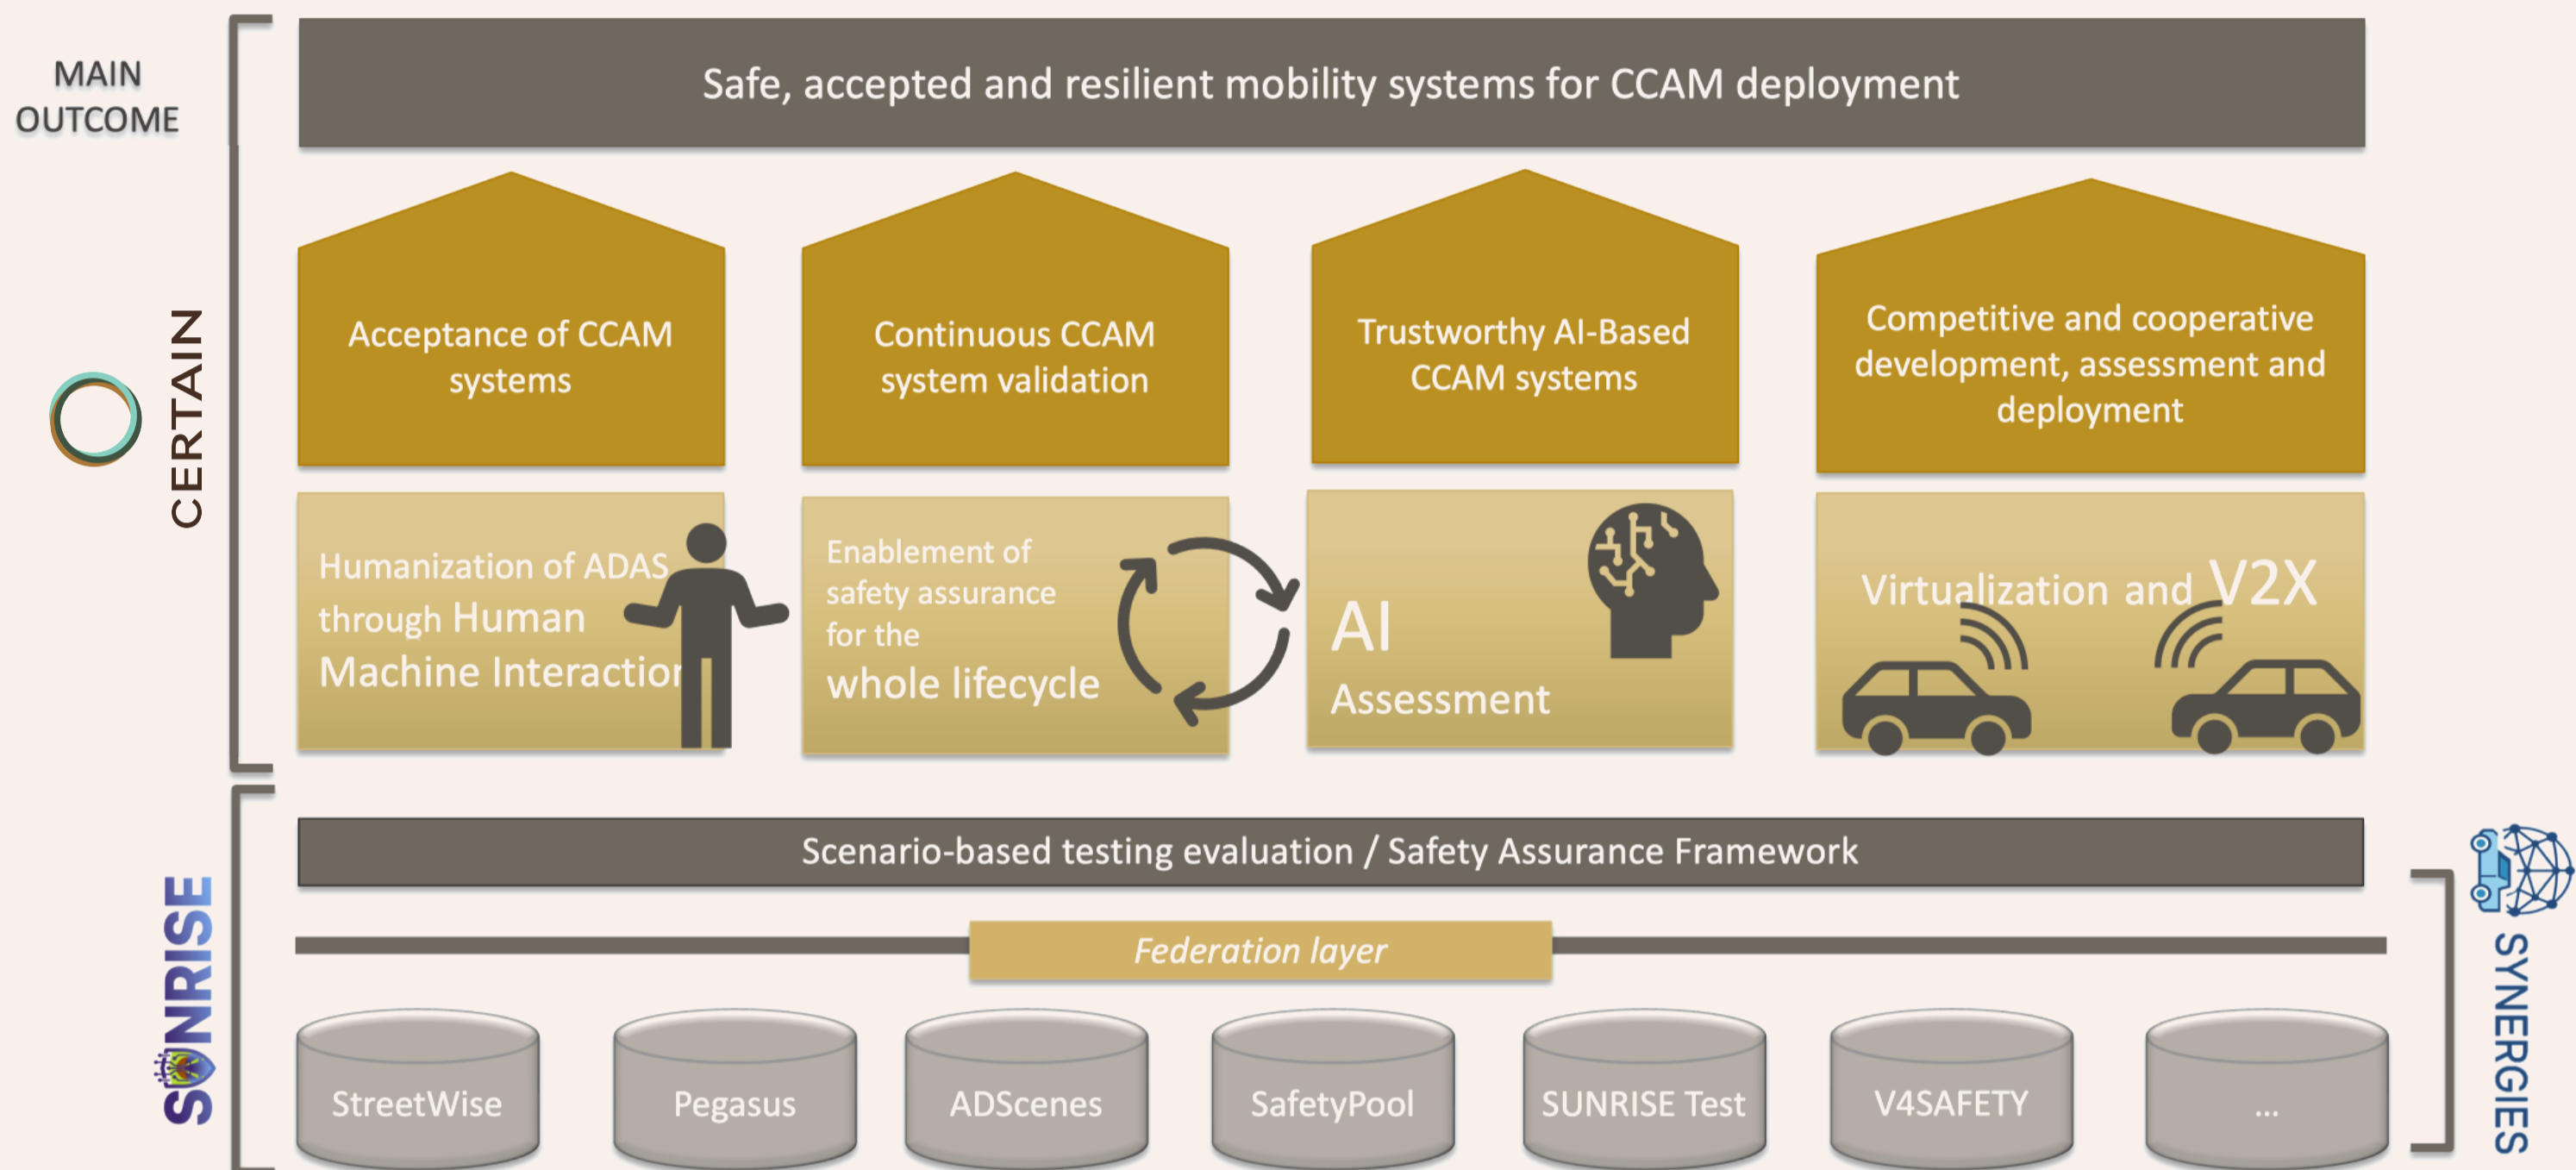 MAIN
OUTCOME
Safe, accepted and resilient mobility systems for CCAM deployment
CERTAIN
Acceptance of CCAM
systems
Continuous CCAM
system validation
Trustworthy AI-Based
CCAM systems
Competitive and cooperative
development, assessment and
deployment
Humanization of ADAS
through Human
Machine Interaction
Enablement of
safety assurance
for the
whole lifecycle
AI
Assessment
Virtualization and V2X
SUNRISE
Scenario-based testing evaluation / Safety Assurance Framework
Federation layer
SYNERGIES
StreetWise
Pegasus
ADScenes
SafetyPool
SUNRISE Test
V4SAFETY
...